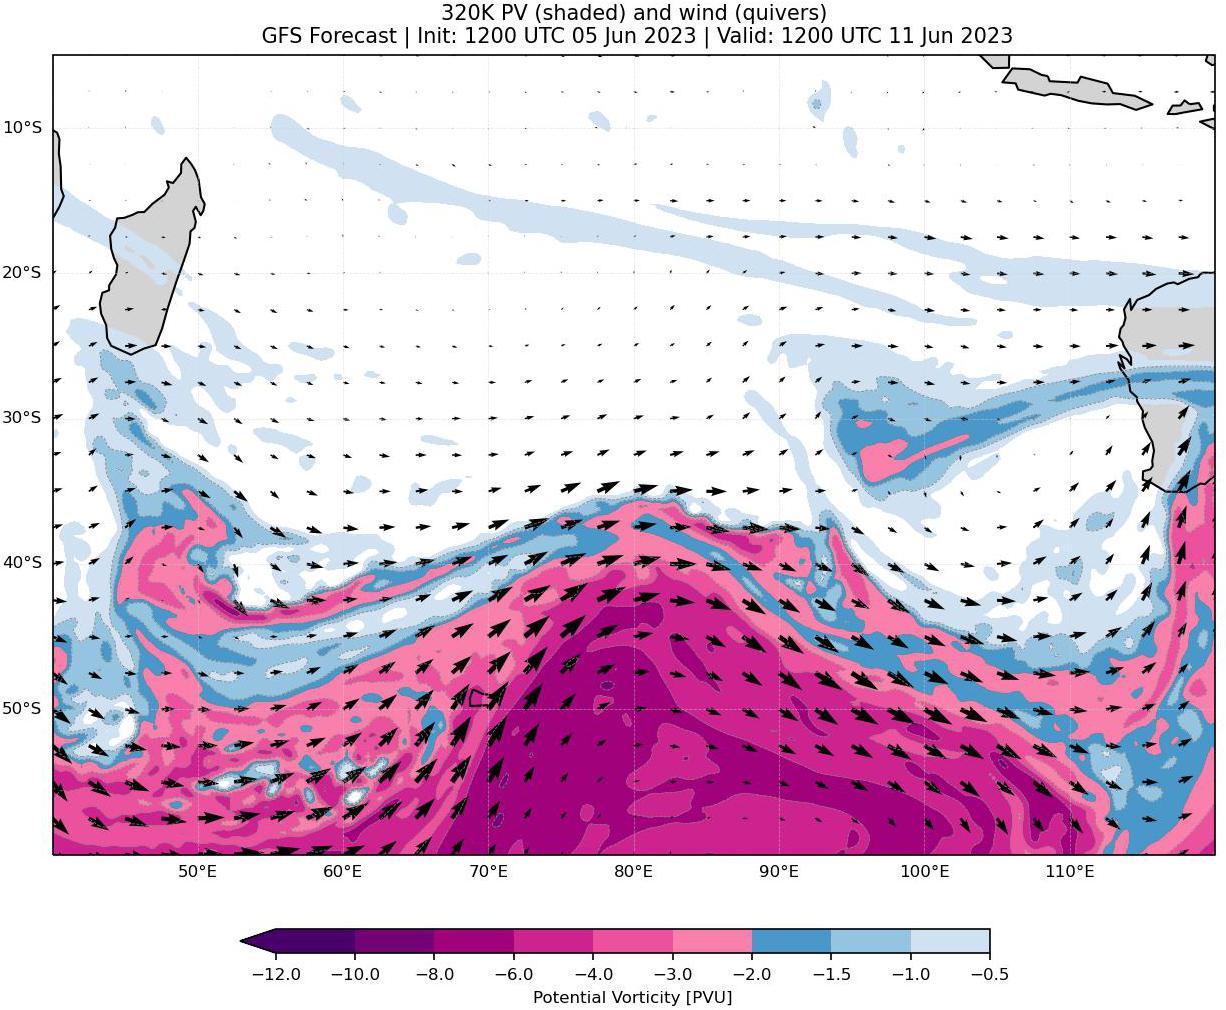 320K PV (shaded) and wind (quivers)
GFS Forecast | Init: 1200 UTC 05 Jun 2023 | Valid: 1200 UTC 11 Jun 2023
10°S
20°S
30°S
40°S
50°S
50°E 60°E 70°E 80°E 90°E 100°E 110°E
−12.0 −10.0 −8.0 −6.0 −4.0 −3.0 −2.0 −1.5 −1.0 −0.5
Potential Vorticity [PVU]